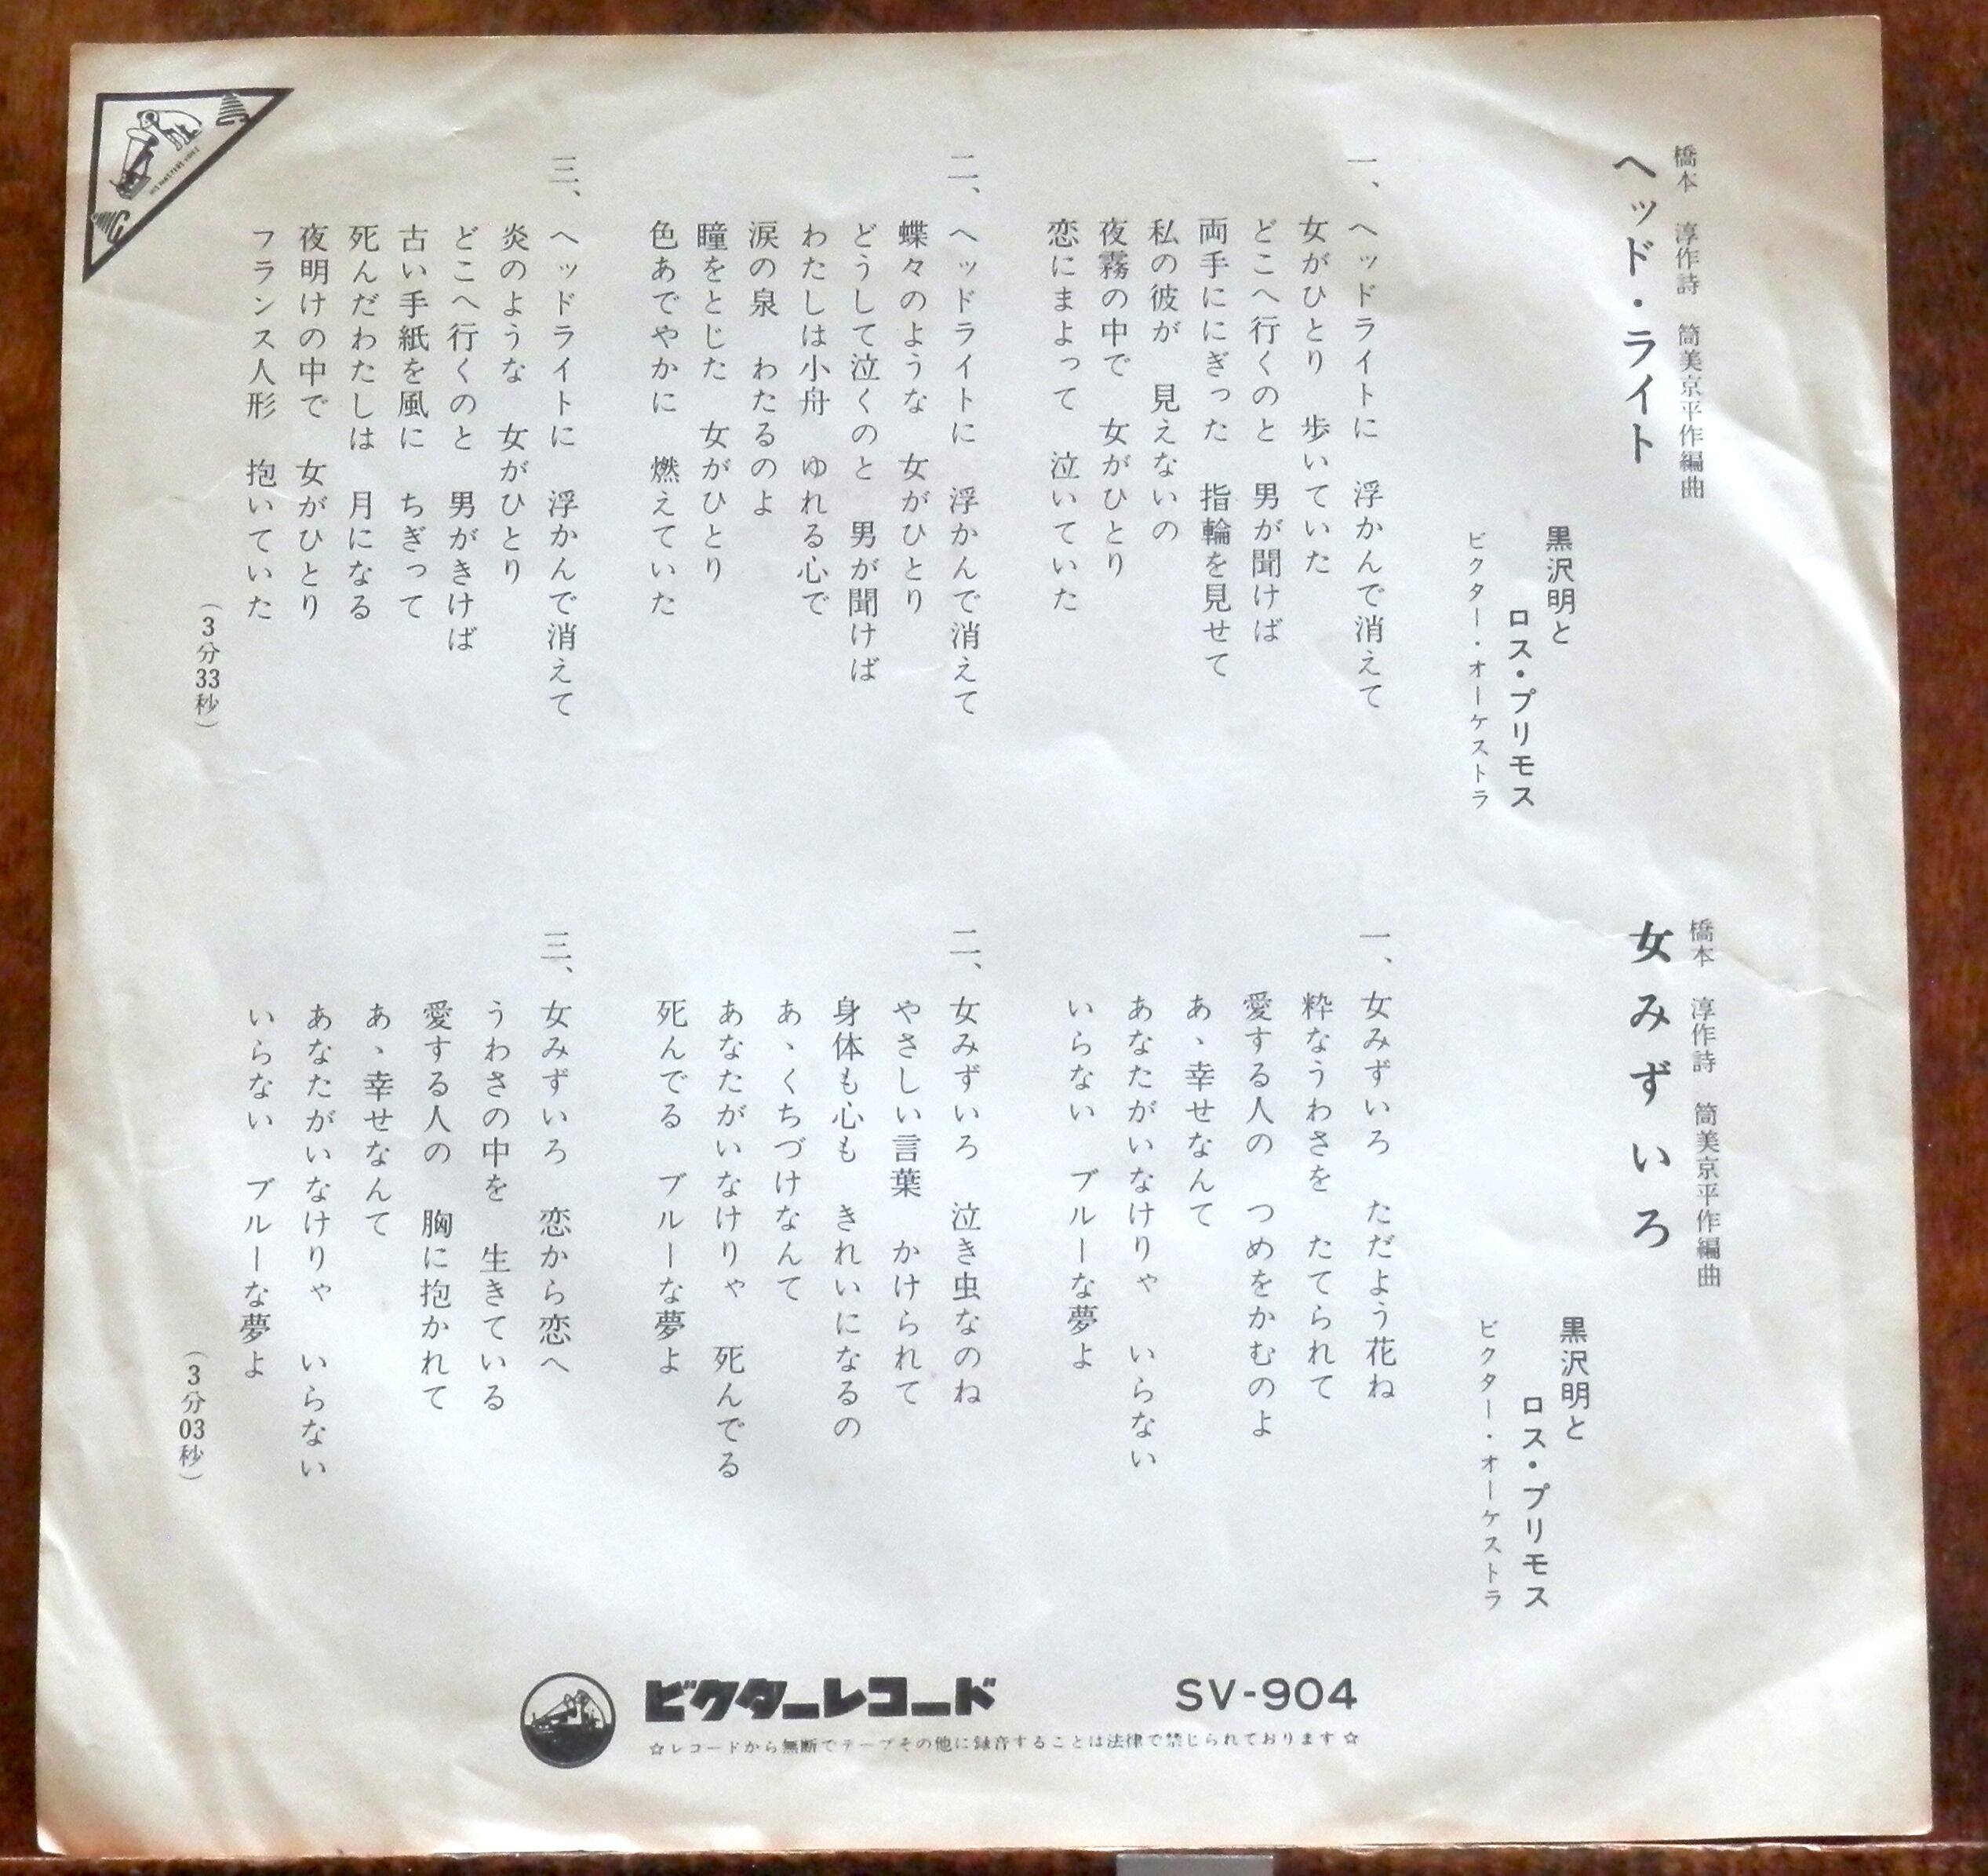 橋本 淳作詩 筒美京平作編曲
ヘッド・ライト
黒沢明と
ロス・プリモス
ビクター・オーケストラ
一、ヘッドライトに 浮かんで消えて
女がひとり 歩いていた
どこへ行くのと 男が聞けば
両手ににぎった 指輪を見せて
私の彼が 見えないの
夜霧の中で 女がひとり
恋にまよって 泣いていた
二、ヘッドライトに 浮かんで消えて
蝶々のような 女がひとり
どうして泣くのと 男が聞けば
わたしは小舟 ゆれる心で
涙の泉 わたるのよ
瞳をとじた 女がひとり
色あでやかに 燃えていた
三、ヘッドライトに 浮かんで消えて
炎のような 女がひとり
どこへ行くのと 男がきけば
古い手紙を風に ちぎって
死んだわたしは 月になる
夜明けの中で 女がひとり
フランス人形 抱いていた
(3分33秒)
橋本 淳作詩 筒美京平作編曲
女みずいろ
黒沢明と
ロス・プリモス
ビクター・オーケストラ
一、女みずいろ ただよう花ね
粋なうわさを たてられて
愛する人の つめをかむのよ
あゝ幸せなんて
あなたがいなけりゃ いらない
いらない ブルーな夢よ
二、女みずいろ 泣き虫なのね
やさしい言葉 かけられて
身体も心も きれいになるの
あゝくちづけなんて
あなたがいなけりゃ 死んでる
死んでる ブルーな夢よ
三、女みずいろ 恋から恋へ
うわさの中を 生きている
愛する人の 胸に抱かれて
あゝ幸せなんて
あなたがいなけりゃ いらない
いらない ブルーな夢よ
(3分03秒)
HIS MASTER'S VOICE
ビクターレコード SV-904
☆レコードから無断でテープその他に録音することは法律で禁じられております☆